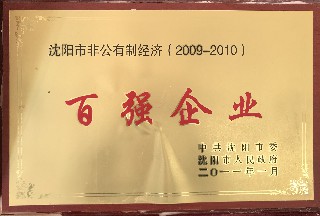 沈阳市非公有制经济（2009-2010）
百强企业
中共沈阳市委
沈阳市人民政府
二〇一一年一月